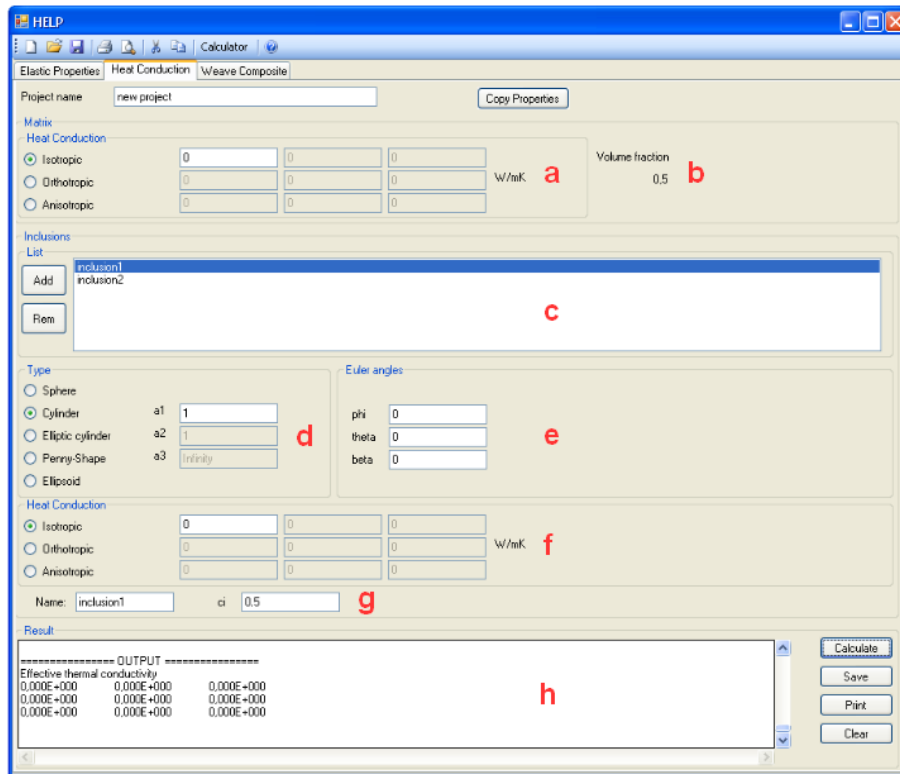 HELP
Calculator
Elastic Properties Heat Conduction Weave Composite
Project name new project Copy Properties
Matrix
Heat Conduction
Isotropic 0 0 0 Volume fraction
Orthotropic 0 0 0 W/mK a 0,5 b
Anisotropic 0 0 0
Inclusions
List
inclusion1
Add inclusion2
Rem c
Type Euler angles
Sphere
Cylinder a1 1 phi 0
Elliptic cylinder a2 1 d theta 0 e
Penny-Shape a3 Infinity beta 0
Ellipsoid
Heat Conduction
Isotropic 0 0 0
Orthotropic 0 0 0 W/mK f
Anisotropic 0 0 0
Name: inclusion1 ci 0.5 g
Result
================ OUTPUT ================ Calculate
Effective thermal conductivity
0,000E+000 0,000E+000 0,000E+000 Save
0,000E+000 0,000E+000 0,000E+000 h
0,000E+000 0,000E+000 0,000E+000 Print
Clear